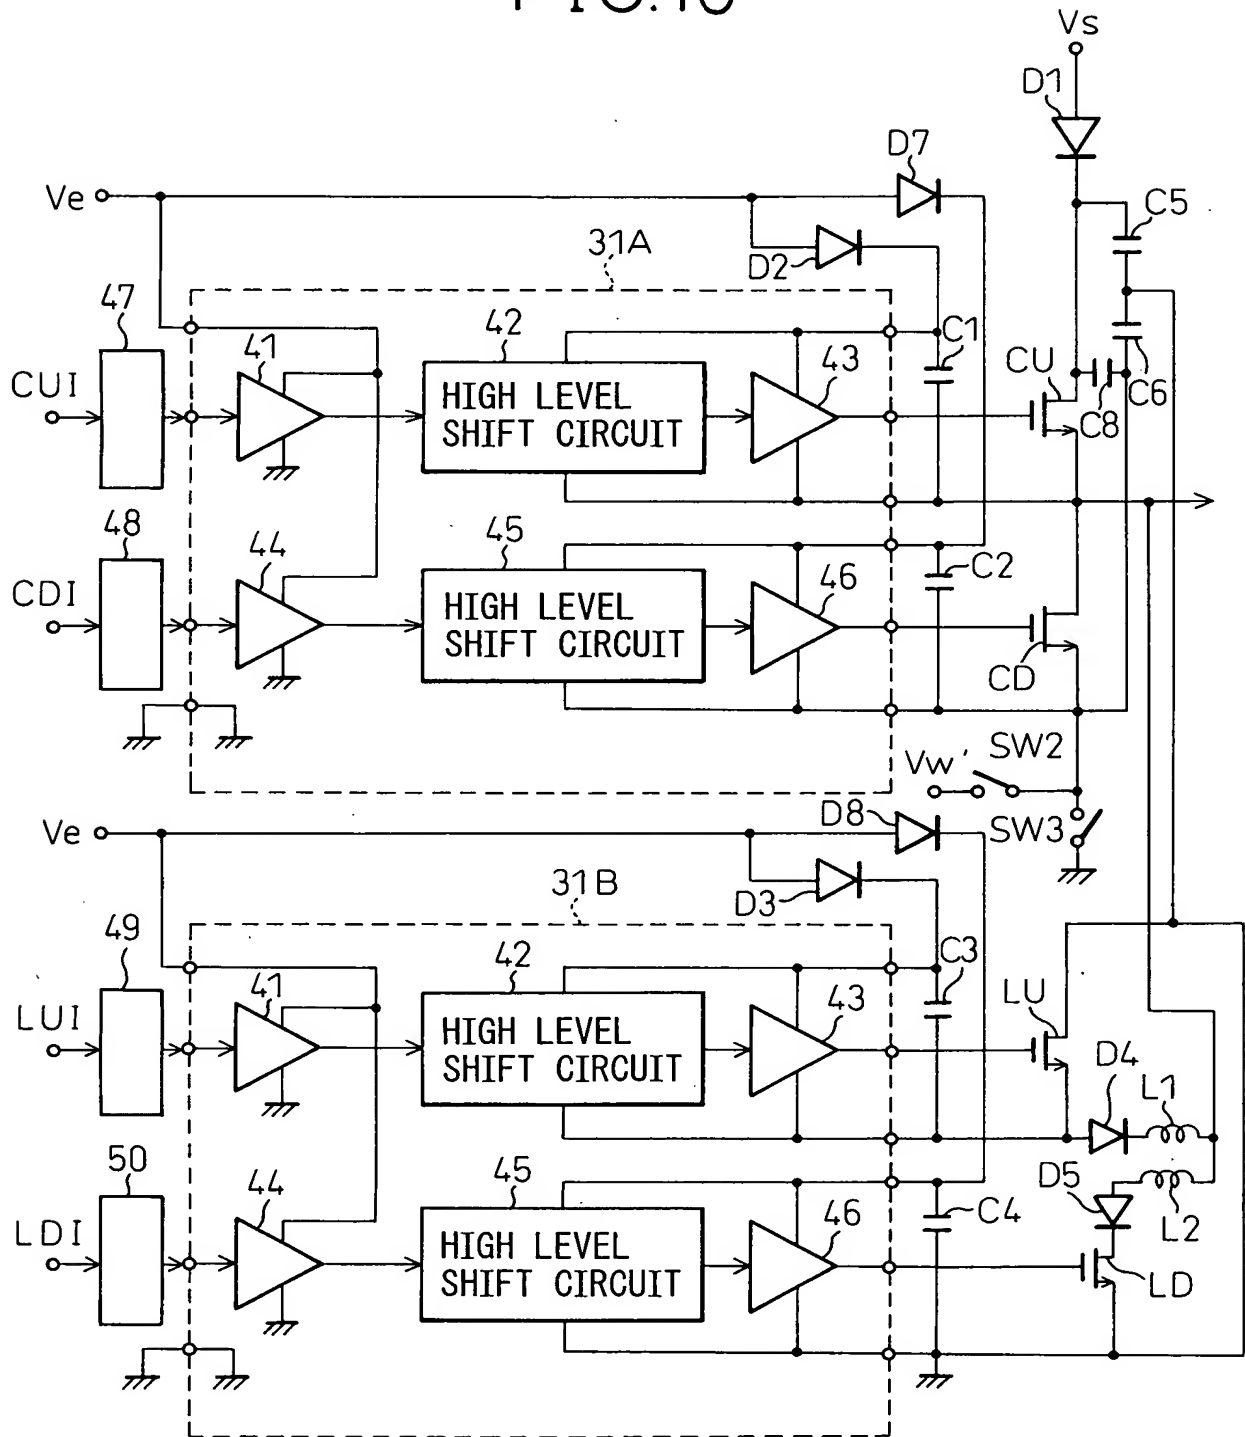 Vs
D1
D7
Ve
C5
31A
D2
47
42
C1
41
43
CU
CUI
HIGH LEVEL
SHIFT CIRCUIT
C6
C8
48
45
44
C2
46
CDI
HIGH LEVEL
SHIFT CIRCUIT
CD
SW2
Vw'
D8
SW3
Ve
31B
D3
49
42
C3
41
43
LU
LUI
HIGH LEVEL
SHIFT CIRCUIT
D4
L1
50
45
44
D5
46
C4
L2
LDI
HIGH LEVEL
SHIFT CIRCUIT
LD